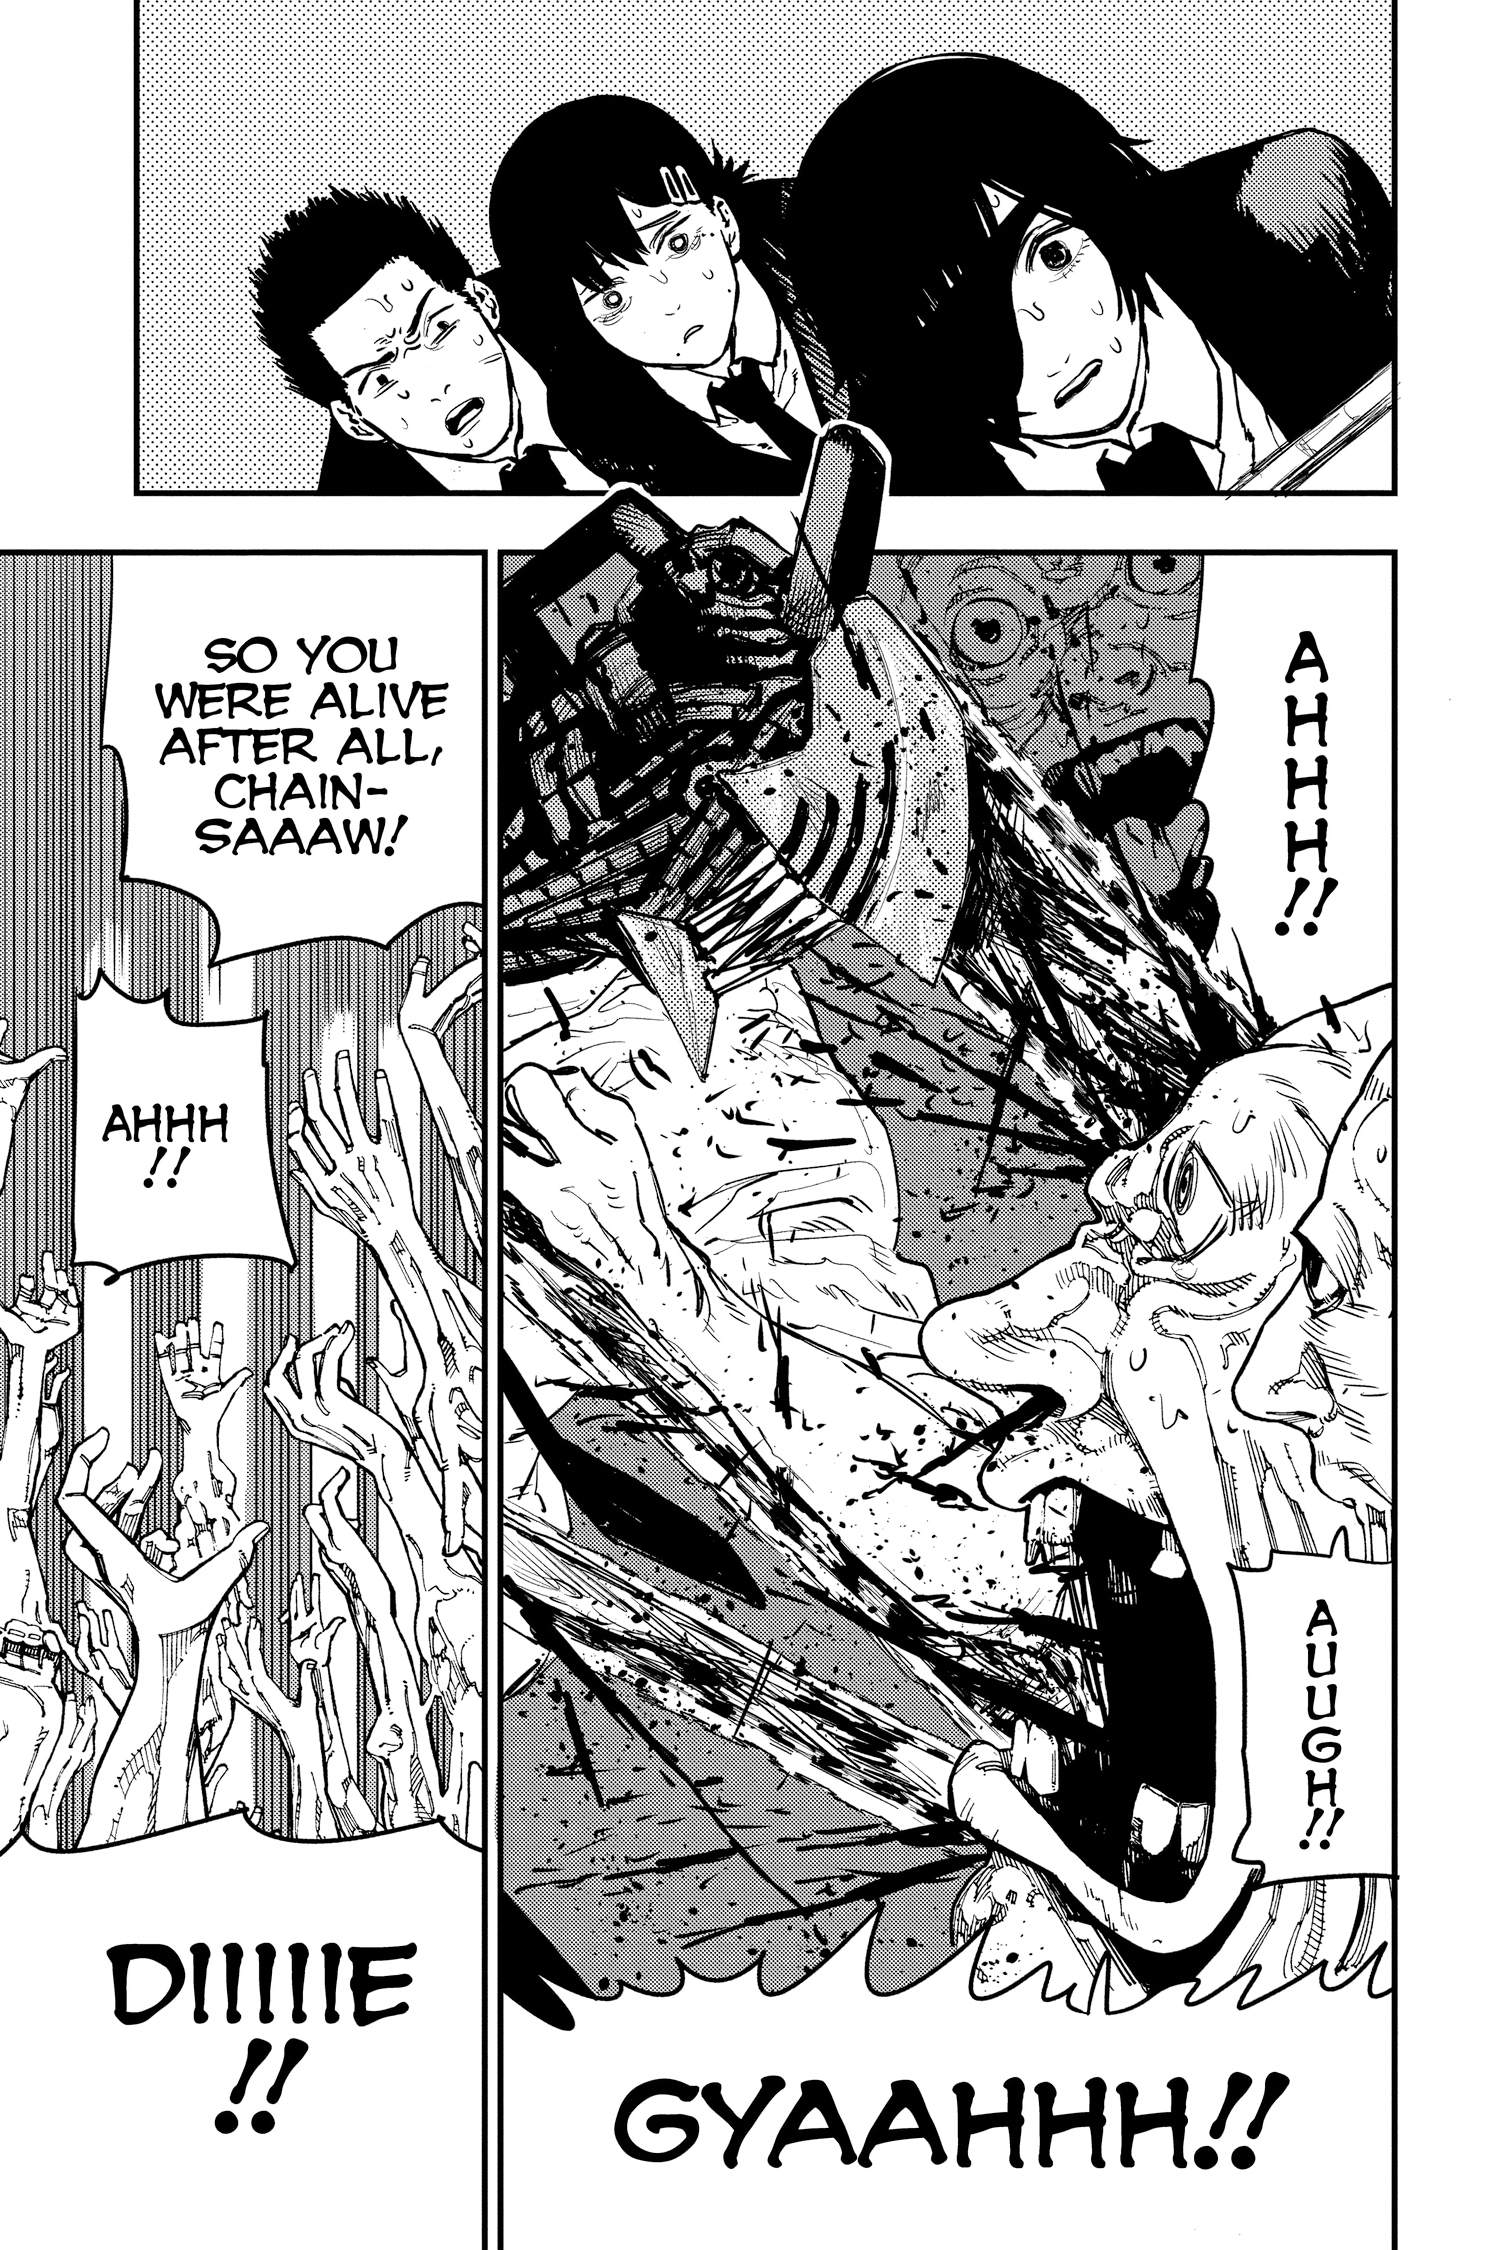 AHHHH!!
AUUGH!!
GYAAHHH!!
SO YOU
WERE ALIVE
AFTER ALL,
CHAIN-
SAAAW!
AHHH
!!
DIIIIIE
!!